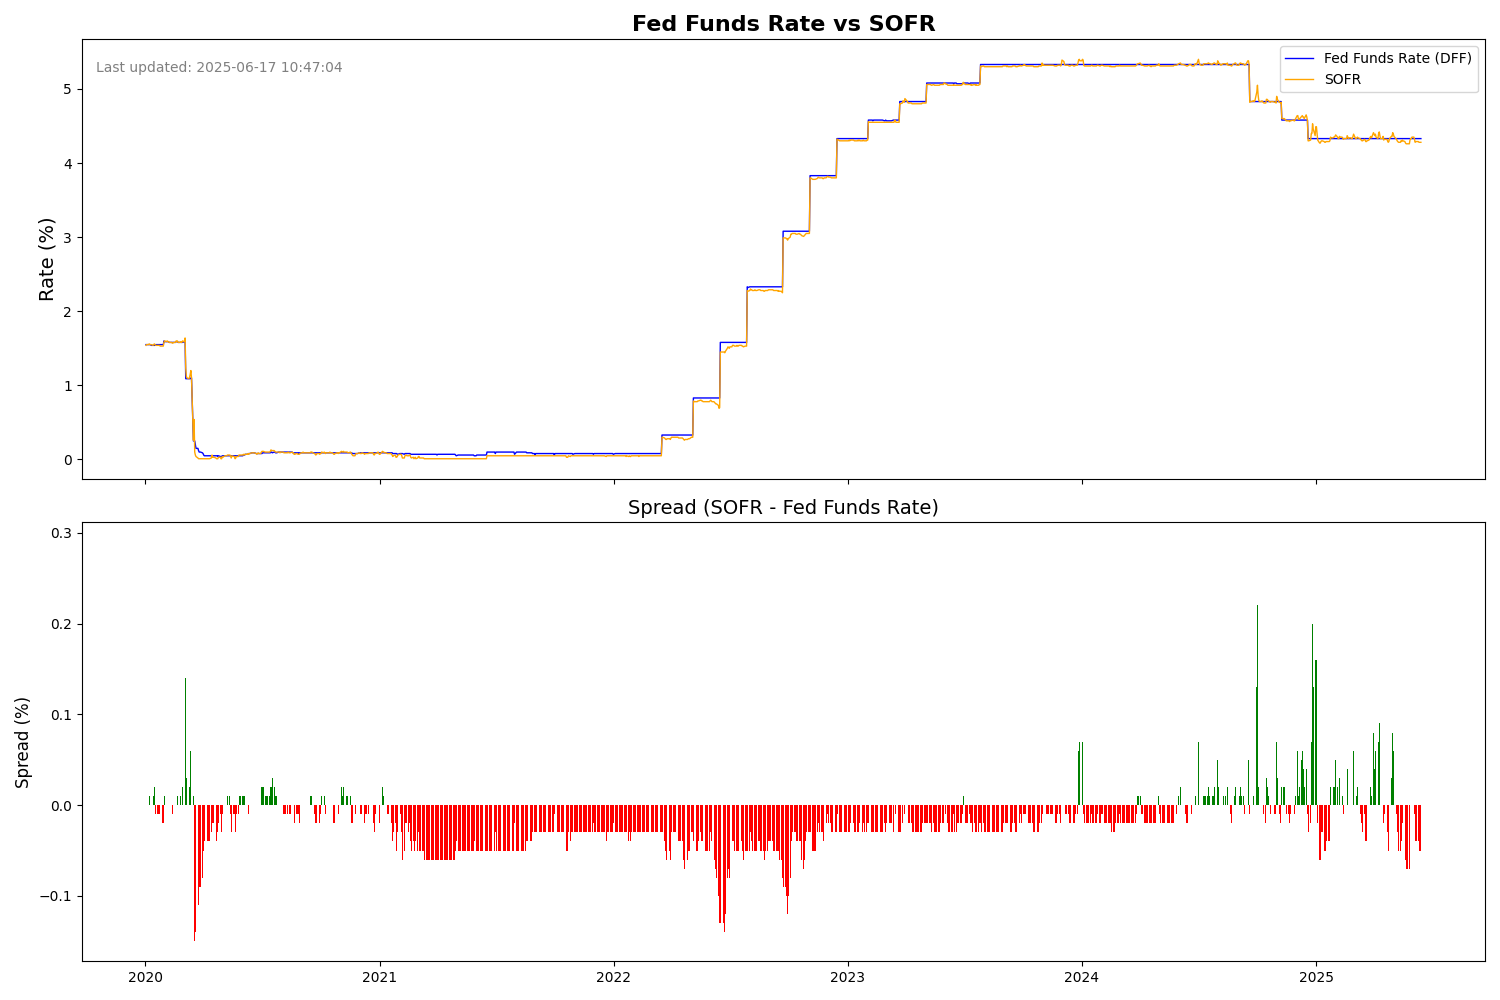 Fed Funds Rate vs SOFR
Last updated: 2025-06-17 10:47:04
Fed Funds Rate (DFF)
SOFR
Rate (%)
5
4
3
2
1
0
Spread (SOFR - Fed Funds Rate)
Spread (%)
0.3
0.2
0.1
0.0
−0.1
2020 2021 2022 2023 2024 2025